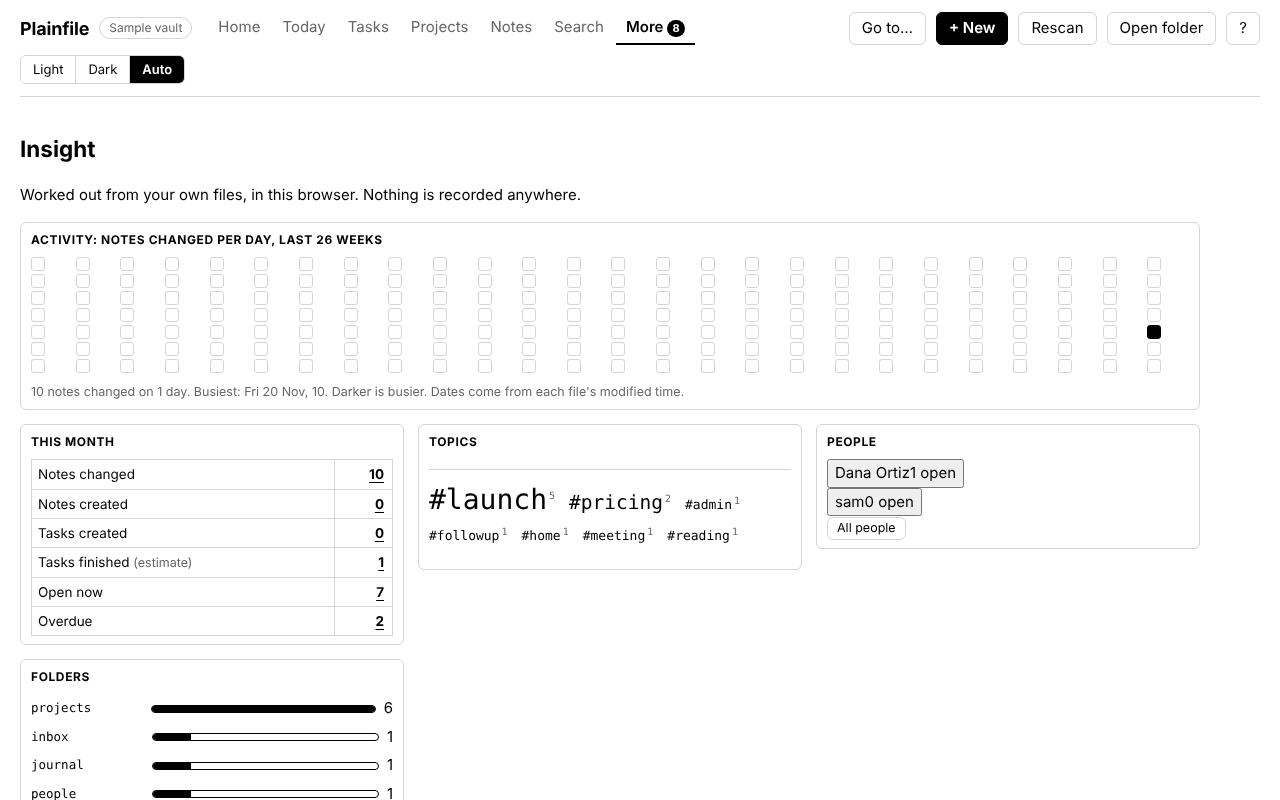 Plainfile Sample vault Home Today Tasks Projects Notes Search More 8 Go to... + New Rescan Open folder ?
Light Dark Auto
Insight
Worked out from your own files, in this browser. Nothing is recorded anywhere.
ACTIVITY: NOTES CHANGED PER DAY, LAST 26 WEEKS
10 notes changed on 1 day. Busiest: Fri 20 Nov, 10. Darker is busier. Dates come from each file's modified time.
THIS MONTH
Notes changed 10
Notes created 0
Tasks created 0
Tasks finished (estimate) 1
Open now 7
Overdue 2
TOPICS
#launch 5 #pricing 2 #admin 1
#followup 1 #home 1 #meeting 1 #reading 1
PEOPLE
Dana Ortiz1 open
sam0 open
All people
FOLDERS
projects 6
inbox 1
journal 1
people 1